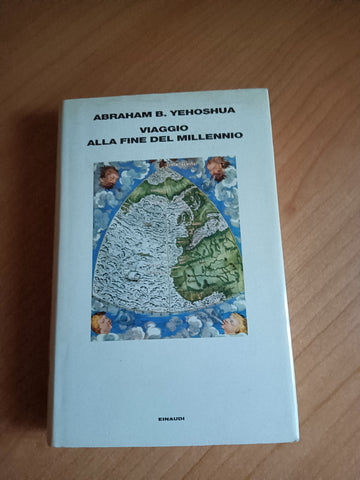 ABRAHAM B. YEHOSHUA
VIAGGIO
ALLA FINE DEL MILLENNIO
EINAUDI